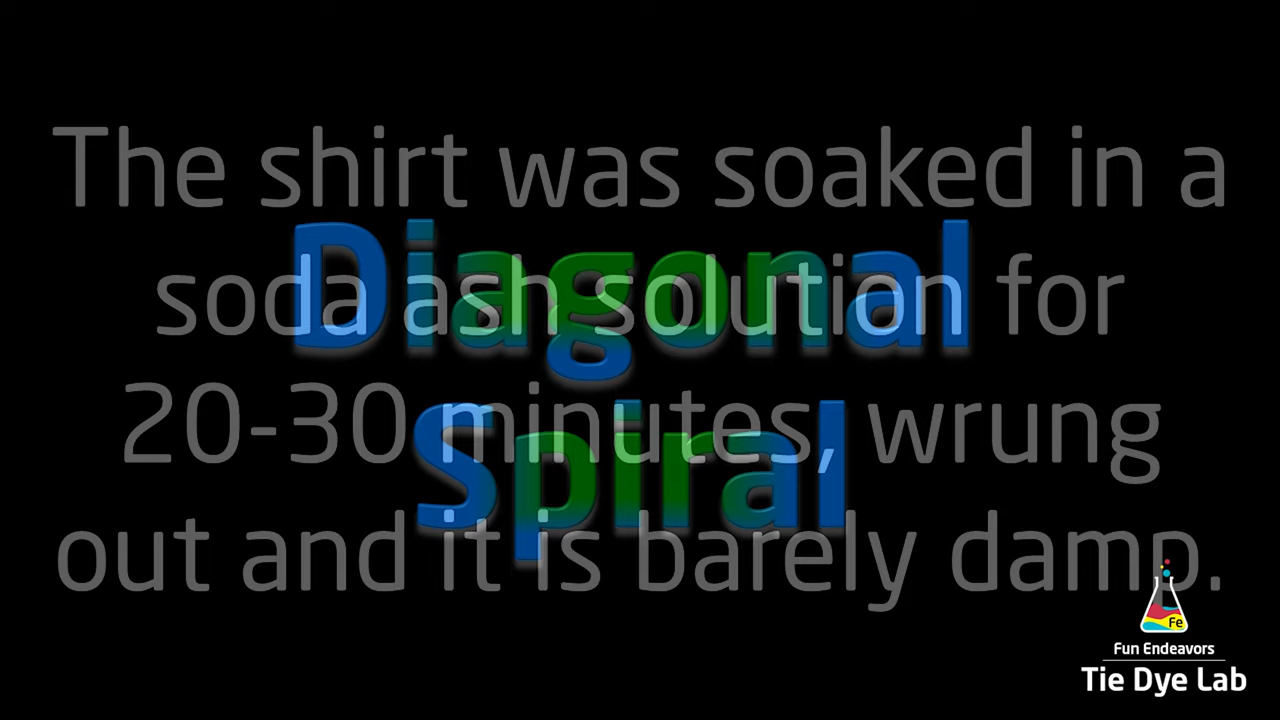 The shirt was soaked in a
Diagonal
soda ash solution for
20-30 minutes, wrung
Spiral
out and it is barely damp.
Fe
Fun Endeavors
Tie Dye Lab